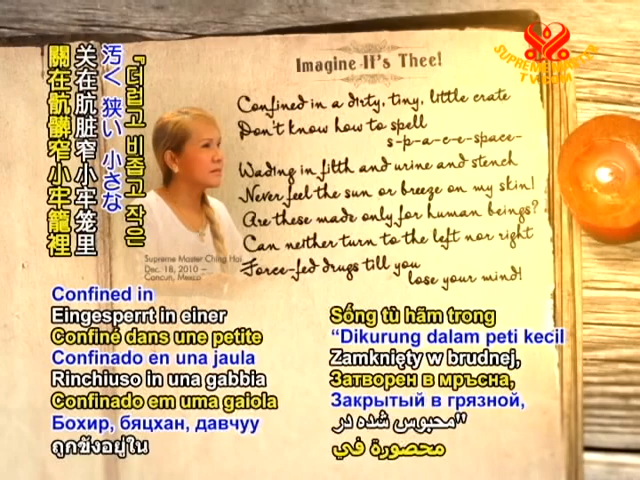 關在骯髒窄小牢籠裡
关在肮脏窄小牢笼里
汚く 狭い 小さな
"더럽고 비좁고 작은
Imagine It's Thee!
SUPREMEMASTER
TV.COM
Confined in a dirty, tiny, little crate
Don't know how to spell
s-p-a-c-e-space-
Wading in filth and urine and stench
Never feel the sun or breeze on my skin!
Are these made only for human beings?
Can neither turn to the left nor right
Force-fed drugs till you
lose your mind!
Supreme Master Ching Hai
Dec. 18, 2010 –
Cancun, Mexico
Confined in
Eingesperrt in einer
Confiné dans une petite
Confinado en una jaula
Rinchiuso in una gabbia
Confinado em uma gaiola
Бохир, бяцхан, давчуу
ถูกขังอยู่ใน
Sống tù hãm trong
“Dikurung dalam peti kecil
Zamknięty w brudnej,
Затворен в мръсна,
Закрытый в грязной,
"محبوس شده در
محصورة في